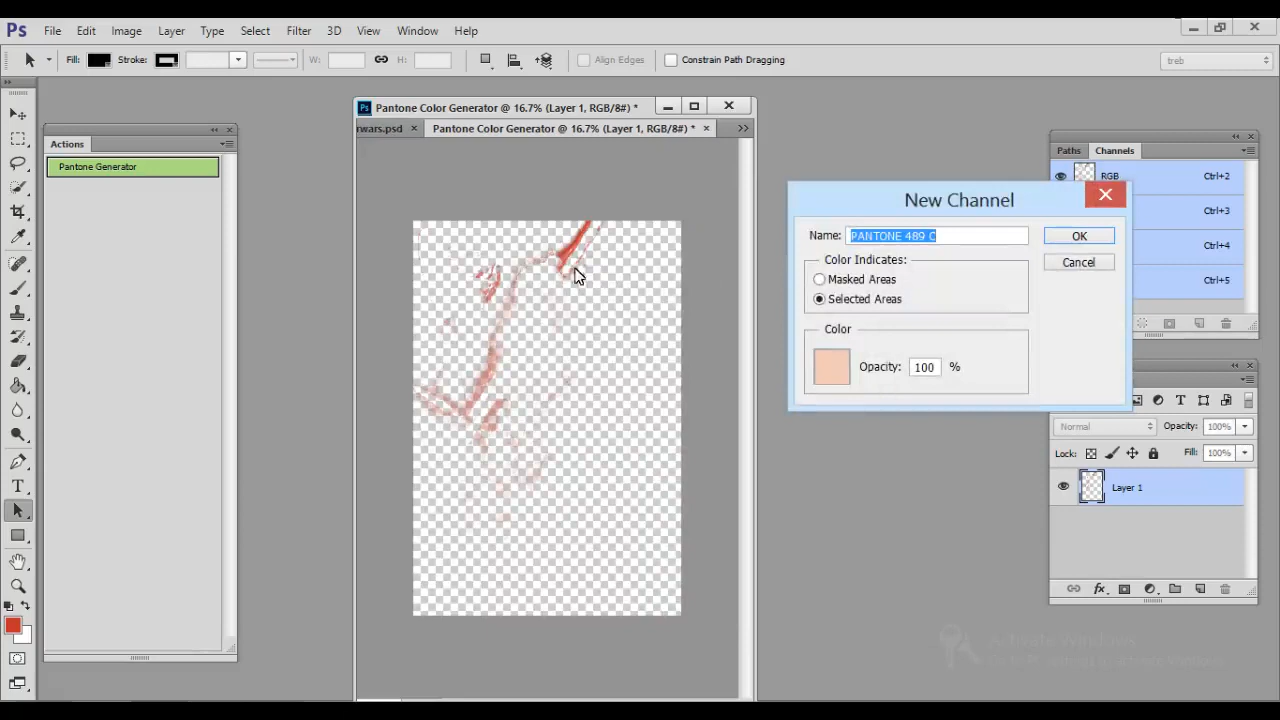 Ps File Edit Image Layer Type Select Filter 3D View Window Help
Fill: Stroke: W: H: Align Edges Constrain Path Dragging treb
Pantone Color Generator @ 16.7% (Layer 1, RGB/8#) *
rwars.psd Pantone Color Generator @ 16.7% (Layer 1, RGB/8#) *
Actions
Pantone Generator
Paths Channels
RGB Ctrl+2
Ctrl+3
Ctrl+4
Ctrl+5
New Channel
Name: PANTONE 489 C OK
Color Indicates: Cancel
Masked Areas
Selected Areas
Color
Opacity: 100 %
Normal Opacity: 100%
Lock: Fill: 100%
Layer 1
Activate Windows